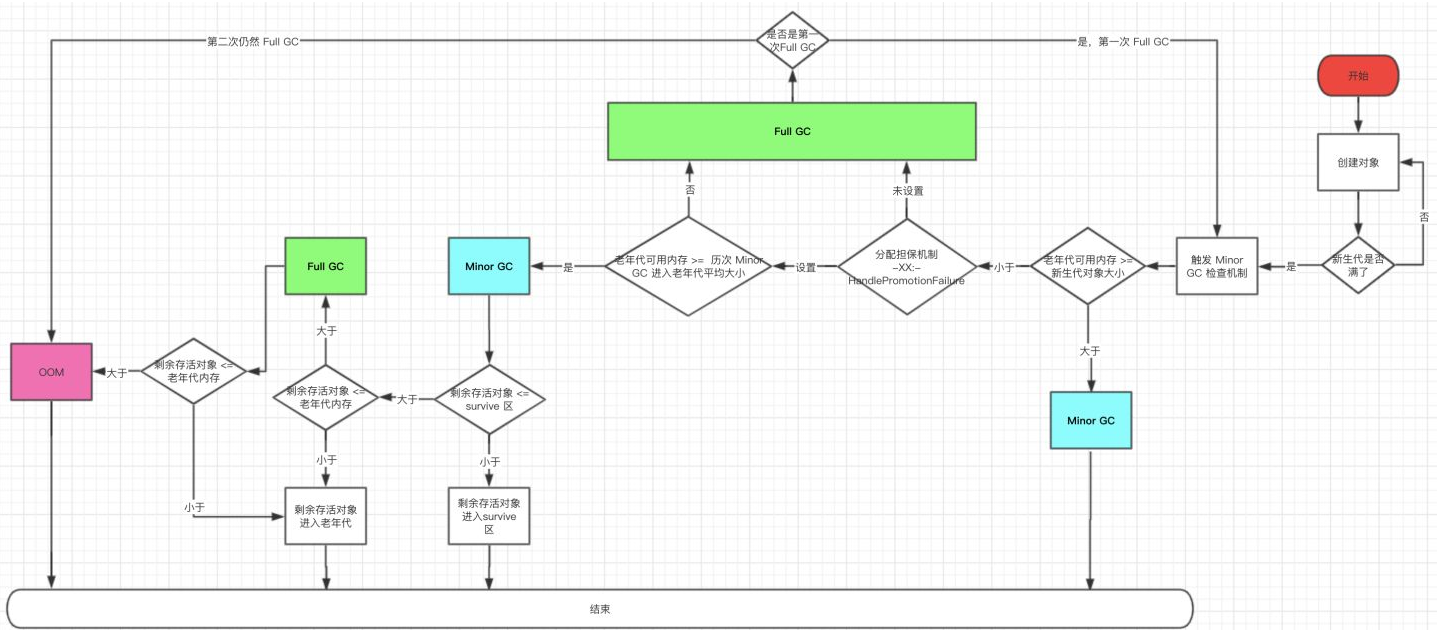 第二次仍然 Full GC
是否是第一
次Full GC
是，第一次 Full GC
开始
Full GC
创建对象
否
未设置
否
Full GC
Minor GC
是
老年代可用内存 >= 历次 Minor
GC 进入老年代平均大小
设置
分配担保机制
-XX:-
HandlePromotionFailure
小于
老年代可用内存 >=
新生代对象大小
触发 Minor
GC 检查机制
是
新生代是否
满了
大于
大于
OOM
大于
剩余存活对象 <=
老年代内存
剩余存活对象 <=
老年代内存
大于
剩余存活对象 <=
survive 区
Minor GC
小于
小于
小于
剩余存活对象
进入老年代
剩余存活对象
进入survive
区
结束